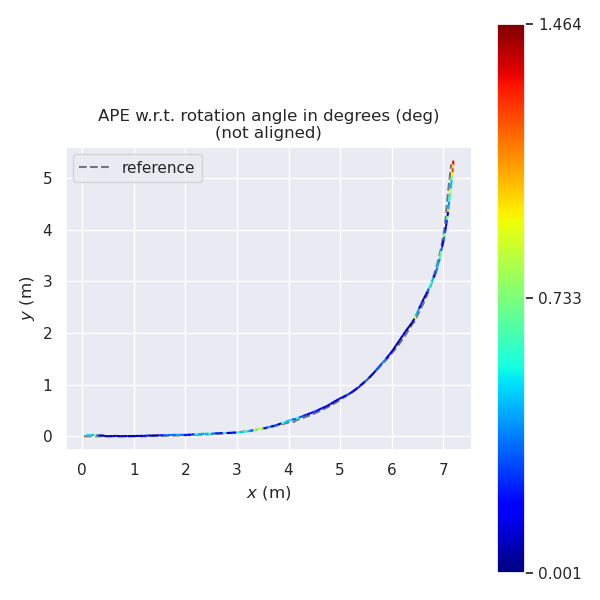 APE w.r.t. rotation angle in degrees (deg)
(not aligned)
reference
5
4
3
2
1
0
y (m)
0 1 2 3 4 5 6 7
x (m)
1.464
0.733
0.001